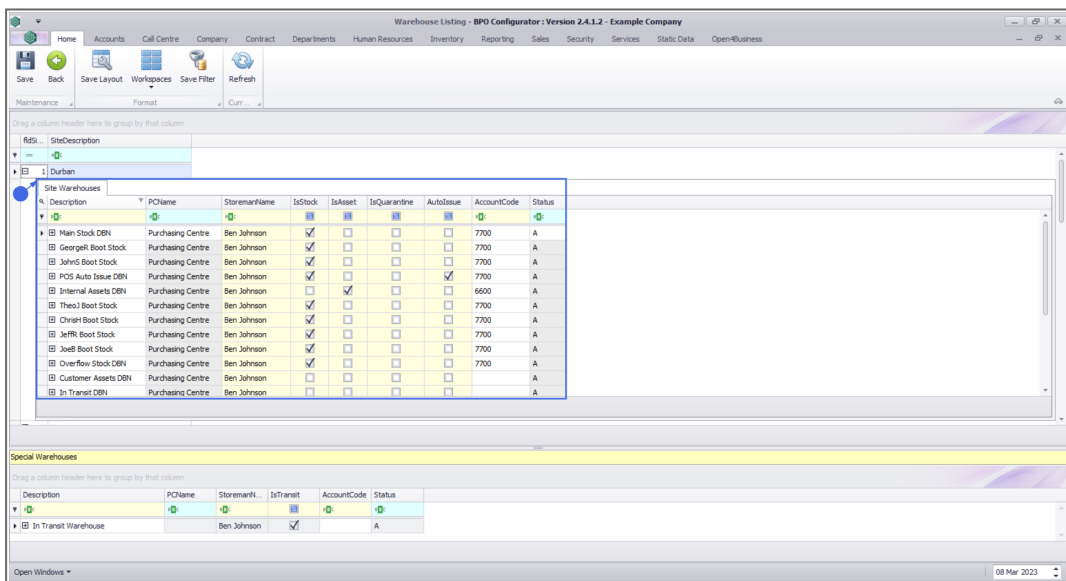 Warehouse Listing - BPO Configurator : Version 2.4.1.2 - Example Company
Home Accounts Call Centre Company Contract Departments Human Resources Inventory Reporting Sales Security Services Static Data Open4Business
Save Back Save Layout Workspaces Save Filter Refresh
Maintenance Format Curr...
Drag a column header here to group by that column
fldSi... SiteDescription
1 Durban
Site Warehouses
Description PCName StoremanName IsStock IsAsset IsQuarantine AutoIssue AccountCode Status
Main Stock DBN Purchasing Centre Ben Johnson 7700 A
GeorgeR Boot Stock Purchasing Centre Ben Johnson 7700 A
JohnS Boot Stock Purchasing Centre Ben Johnson 7700 A
POS Auto Issue DBN Purchasing Centre Ben Johnson 7700 A
Internal Assets DBN Purchasing Centre Ben Johnson 6600 A
TheoJ Boot Stock Purchasing Centre Ben Johnson 7700 A
ChrisH Boot Stock Purchasing Centre Ben Johnson 7700 A
JeffR Boot Stock Purchasing Centre Ben Johnson 7700 A
JoeB Boot Stock Purchasing Centre Ben Johnson 7700 A
Overflow Stock DBN Purchasing Centre Ben Johnson 7700 A
Customer Assets DBN Purchasing Centre Ben Johnson A
In Transit DBN Purchasing Centre Ben Johnson A
Special Warehouses
Drag a column header here to group by that column
Description PCName StoremanN... IsTransit AccountCode Status
In Transit Warehouse Ben Johnson A
Open Windows 08 Mar 2023